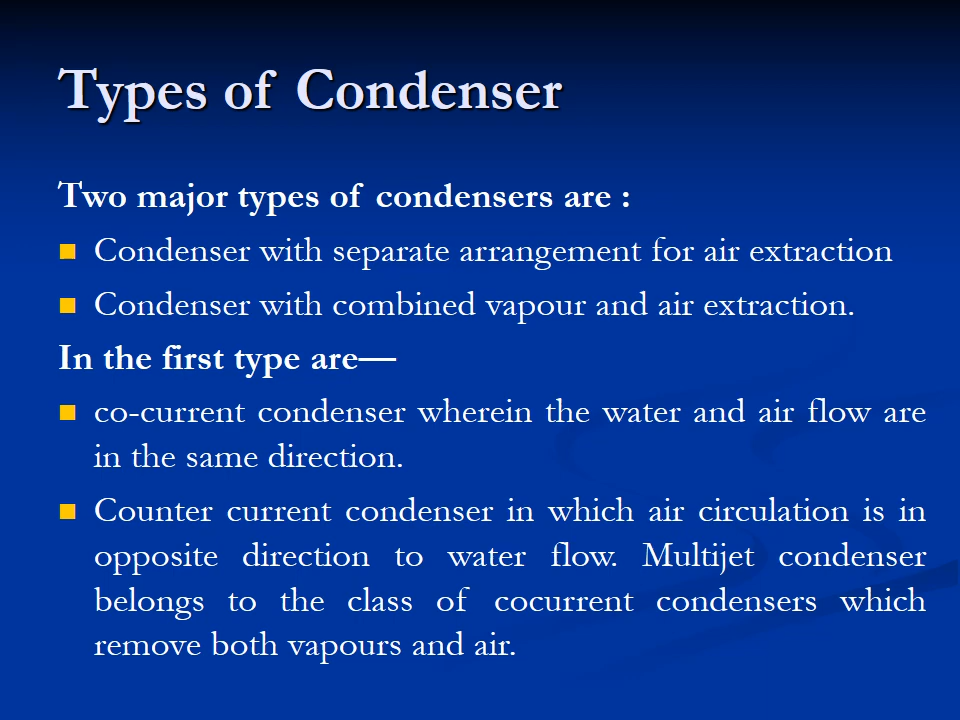 Types of Condenser
Two major types of condensers are :
Condenser with separate arrangement for air extraction
Condenser with combined vapour and air extraction.
In the first type are—
co-current condenser wherein the water and air flow are
in the same direction.
Counter current condenser in which air circulation is in
opposite direction to water flow. Multijet condenser
belongs to the class of cocurrent condensers which
remove both vapours and air.